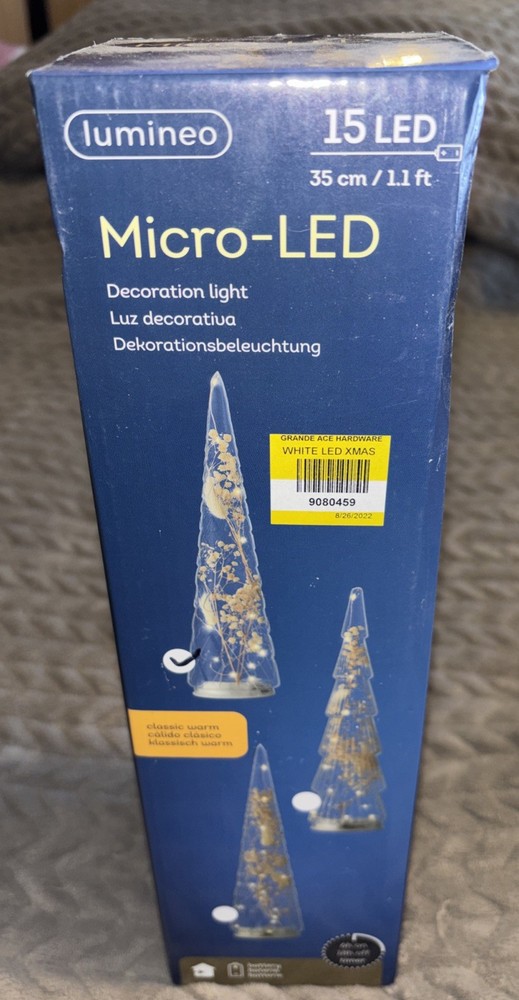 lumineo
15 LED
35 cm / 1.1 ft
Micro-LED
Decoration light
Luz decorativa
Dekorationsbeleuchtung
GRANDE ACE HARDWARE
WHITE LED XMAS
9080459
8/26/2022
classic warm
cálido clásico
klassisch warm